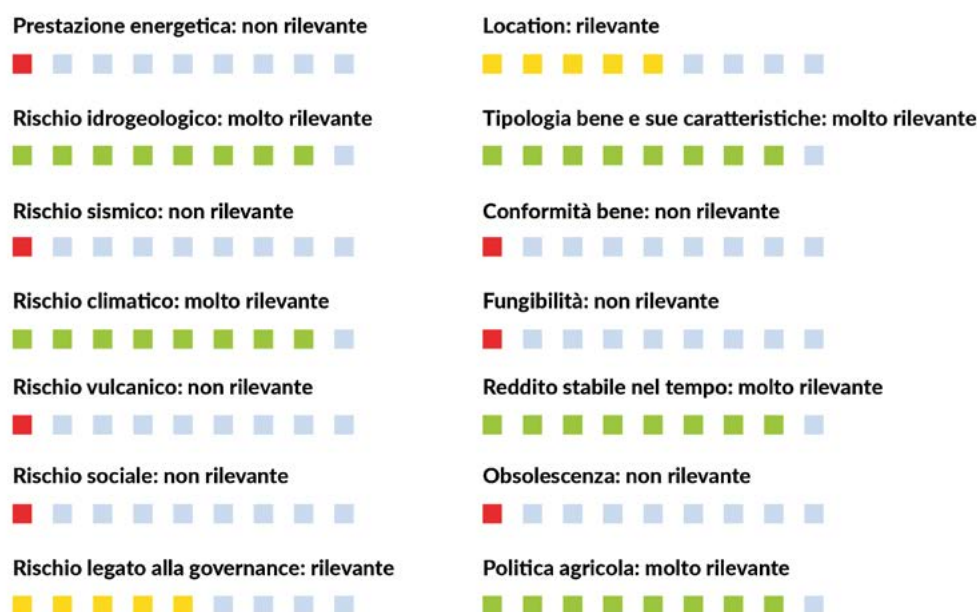 Prestazione energetica: non rilevante
Location: rilevante
Rischio idrogeologico: molto rilevante
Tipologia bene e sue caratteristiche: molto rilevante
Rischio sismico: non rilevante
Conformità bene: non rilevante
Rischio climatico: molto rilevante
Fungibilità: non rilevante
Rischio vulcanico: non rilevante
Reddito stabile nel tempo: molto rilevante
Rischio sociale: non rilevante
Obsolescenza: non rilevante
Rischio legato alla governance: rilevante
Politica agricola: molto rilevante